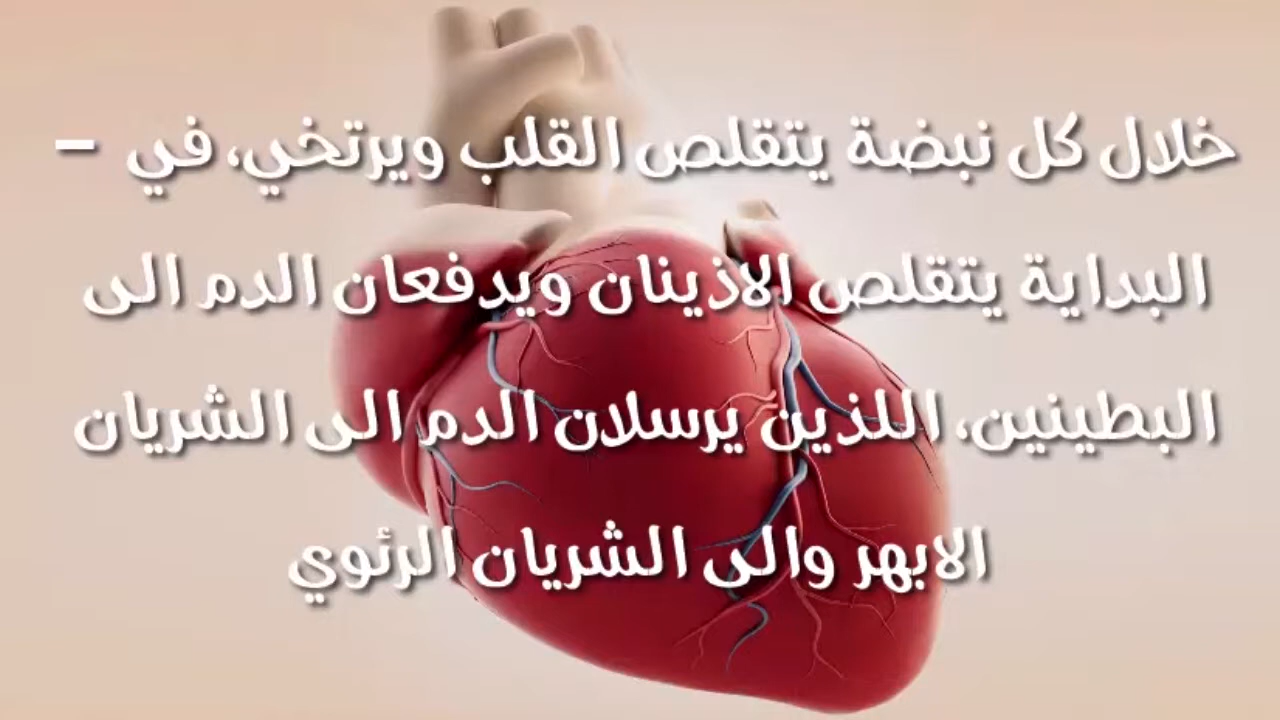 خلال كل نبضة يتقلص القلب ويرتخي، في -
البداية يتقلص الاذينان ويدفعان الدم الى
البطينين، اللذين يرسلان الدم الى الشريان
الابهر والى الشريان الرئوي